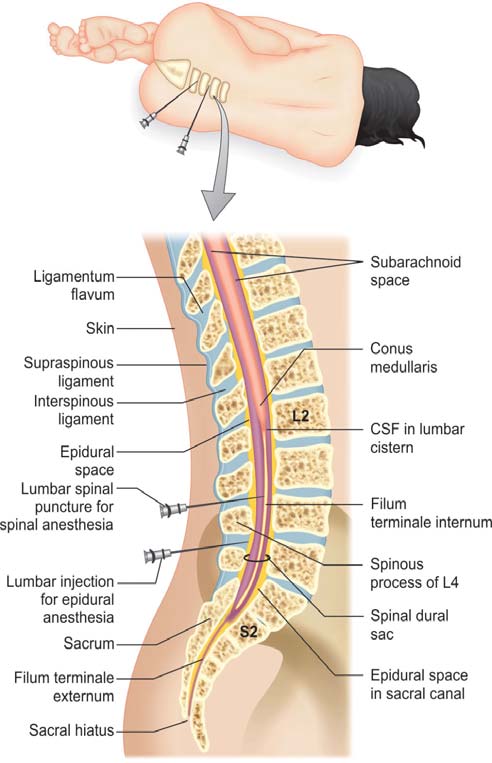 Ligamentum
flavum
Skin
Supraspinous
ligament
Interspinous
ligament
Epidural
space
Lumbar spinal
puncture for
spinal anesthesia
Lumbar injection
for epidural
anesthesia
Sacrum
Filum terminale
externum
Sacral hiatus
L2
S2
Subarachnoid
space
Conus
medullaris
CSF in lumbar
cistern
Filum
terminale internum
Spinous
process of L4
Spinal dural
sac
Epidural space
in sacral canal